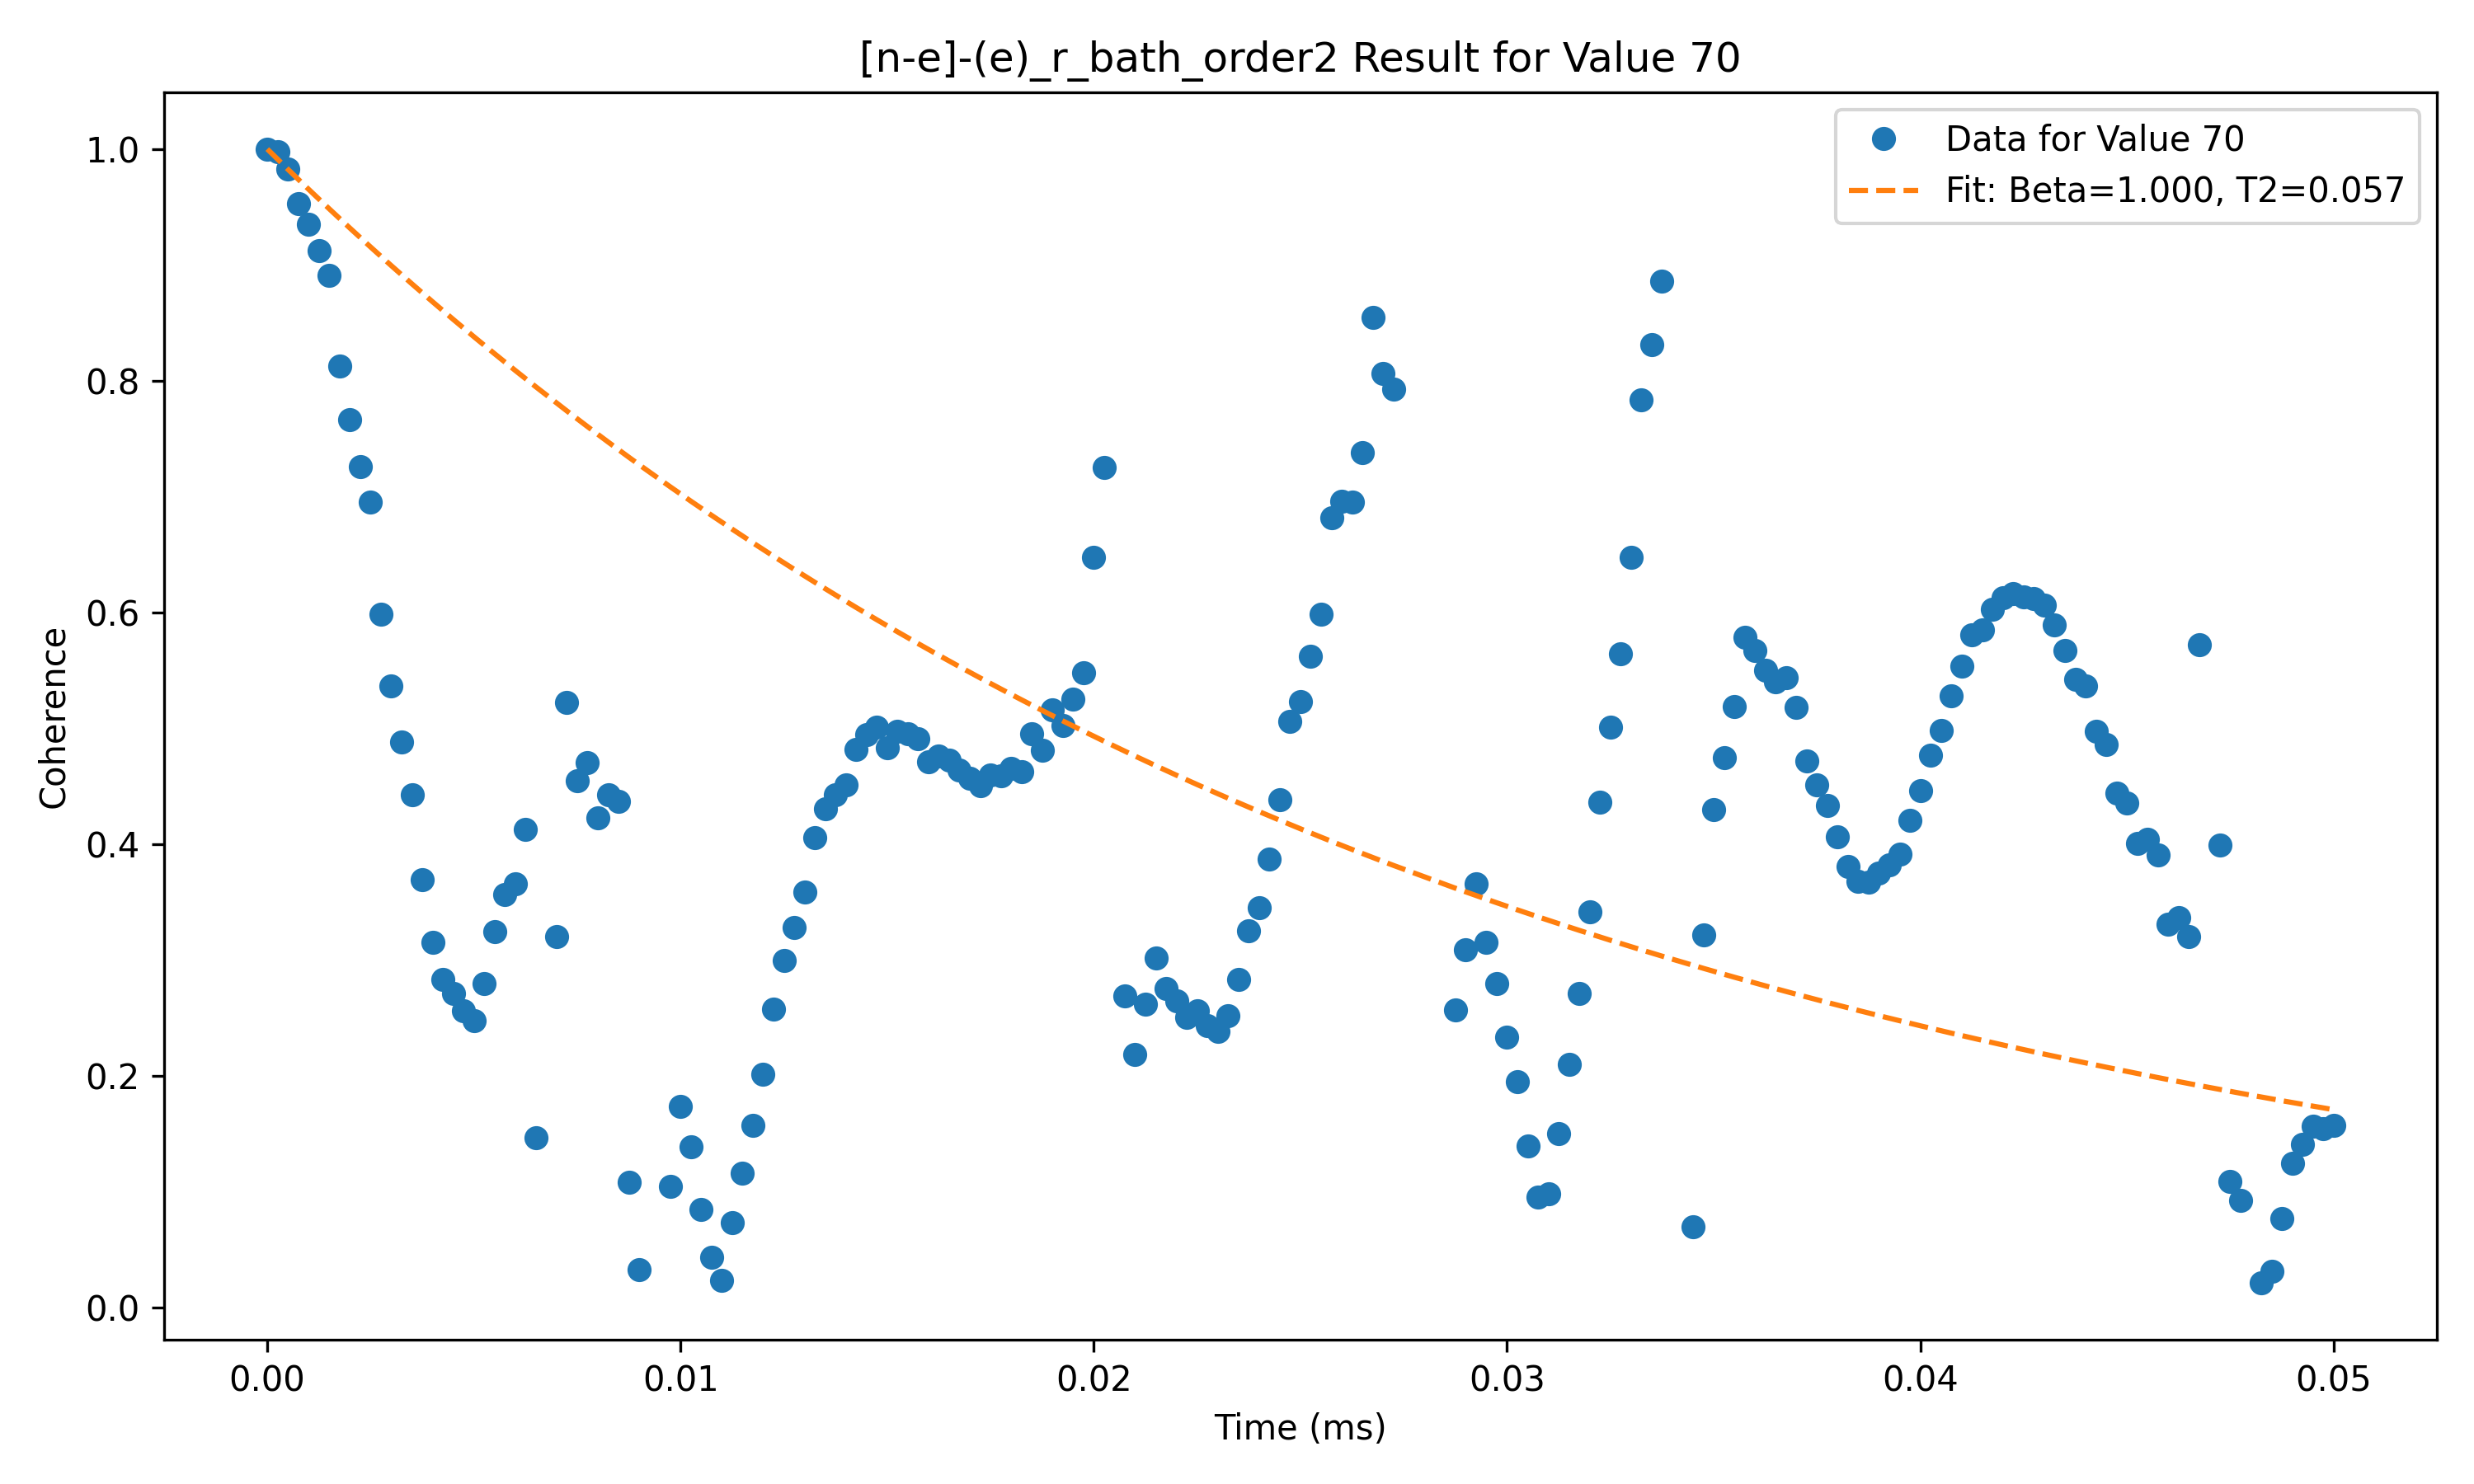 [n-e]-(e)_r_bath_order2 Result for Value 70
Data for Value 70
Fit: Beta=1.000, T2=0.057
Coherence
1.0
0.8
0.6
0.4
0.2
0.0
0.00 0.01 0.02 0.03 0.04 0.05
Time (ms)